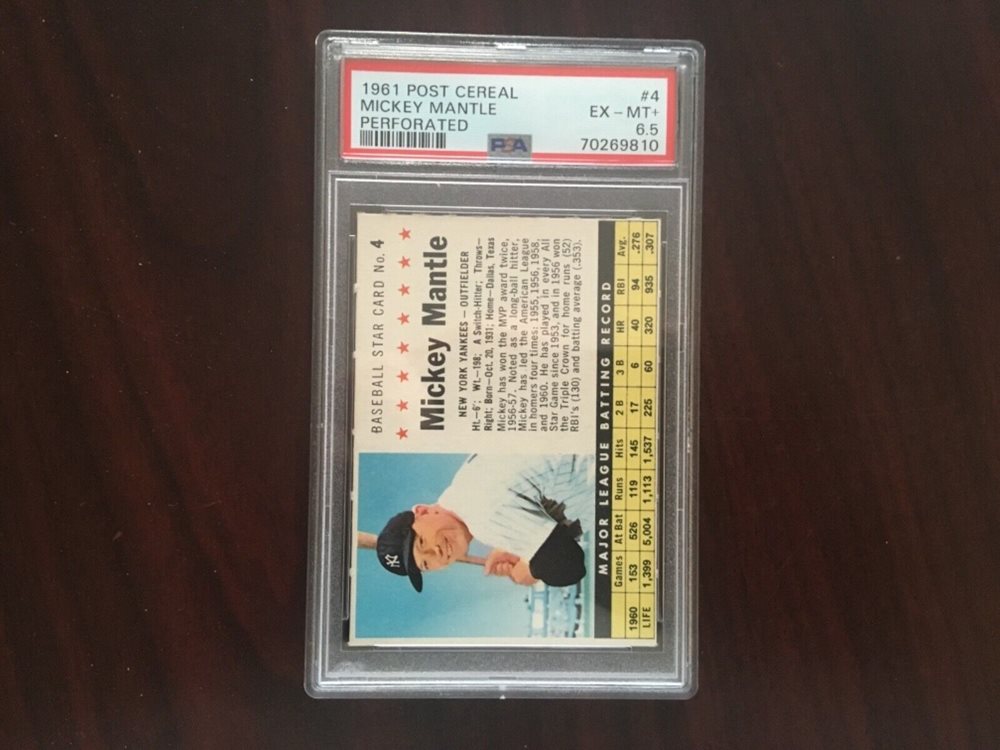 1961 POST CEREAL #4
MICKEY MANTLE EX - MT+
PERFORATED 6.5
PSA 70269810
BASEBALL STAR CARD No. 4
Mickey Mantle
NEW YORK YANKEES – OUTFIELDER
Ht.—6'; Wt.—198; A Switch-Hitter; Throws—
Right; Born—Oct. 20, 1931; Home—Dallas, Texas
Mickey has won the MVP award twice,
1956-57. Noted as a long-ball hitter,
Mickey has led the American League
in homers four times: 1955, 1956, 1958,
and 1960. He has played in every All
Star Game since 1953, and in 1956 won
the Triple Crown for home runs (52)
RBI's (130) and batting average (.353).
MAJOR LEAGUE BATTING RECORD
Games At Bat Runs Hits 2 B 3 B HR RBI Avg.
1960 153 526 119 145 17 6 40 94 .276
LIFE 1,399 5,004 1,113 1,537 225 60 320 935 .307
NY